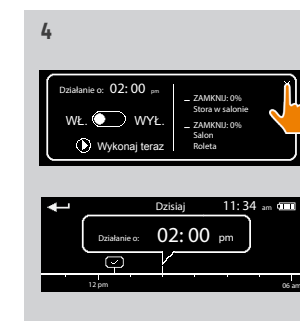 4
Działanie o: 02: 00 pm
WŁ. WYŁ.
Wykonaj teraz
ZAMKNIJ: 0%
Stora w salonie
ZAMKNIJ: 0%
Salon
Roleta
Dzisiaj 11: 34 am
Działanie o: 02: 00 pm
12 pm 06 am